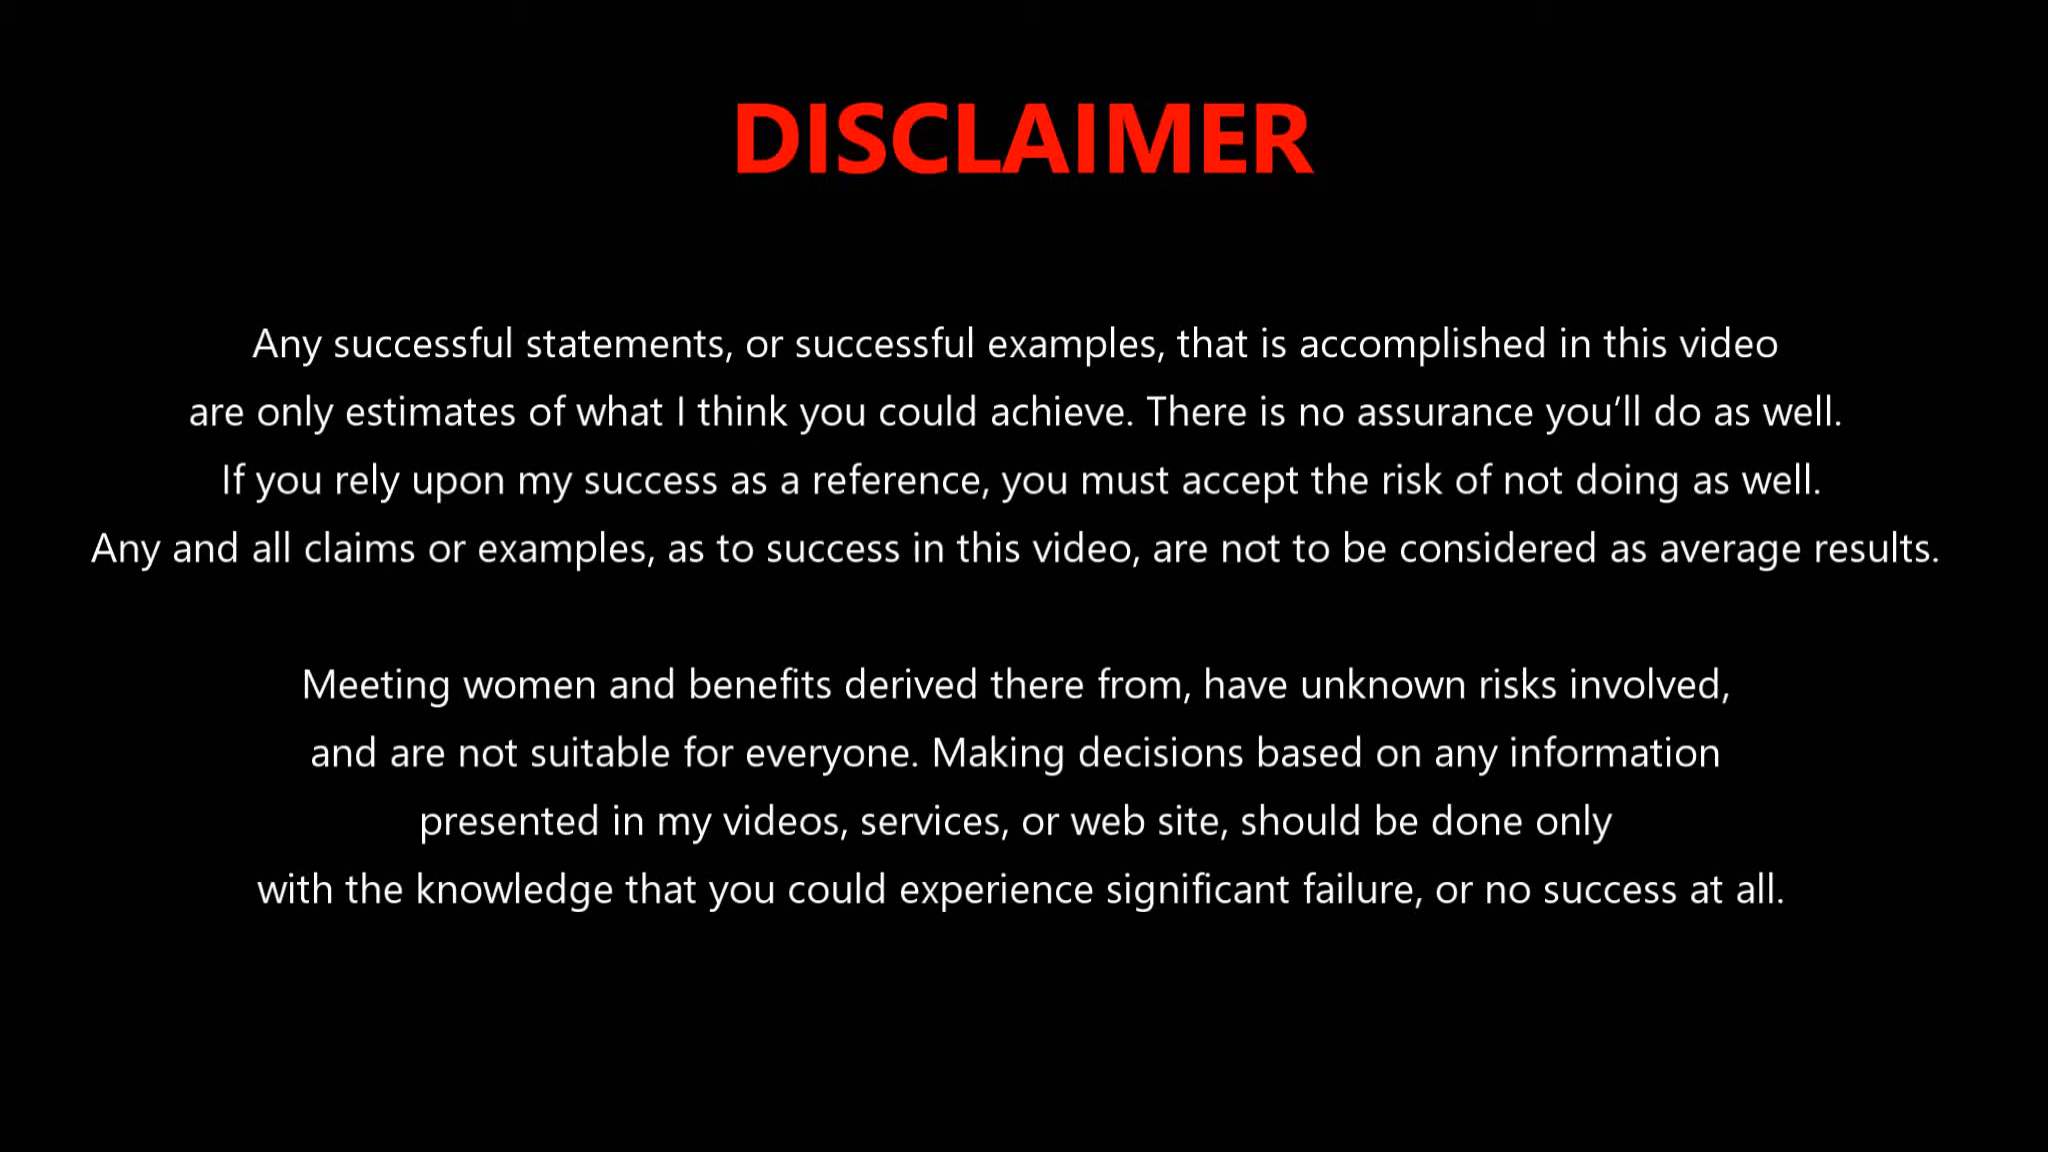 DISCLAIMER
Any successful statements, or successful examples, that is accomplished in this video
are only estimates of what I think you could achieve. There is no assurance you’ll do as well.
If you rely upon my success as a reference, you must accept the risk of not doing as well.
Any and all claims or examples, as to success in this video, are not to be considered as average results.
Meeting women and benefits derived there from, have unknown risks involved,
and are not suitable for everyone. Making decisions based on any information
presented in my videos, services, or web site, should be done only
with the knowledge that you could experience significant failure, or no success at all.